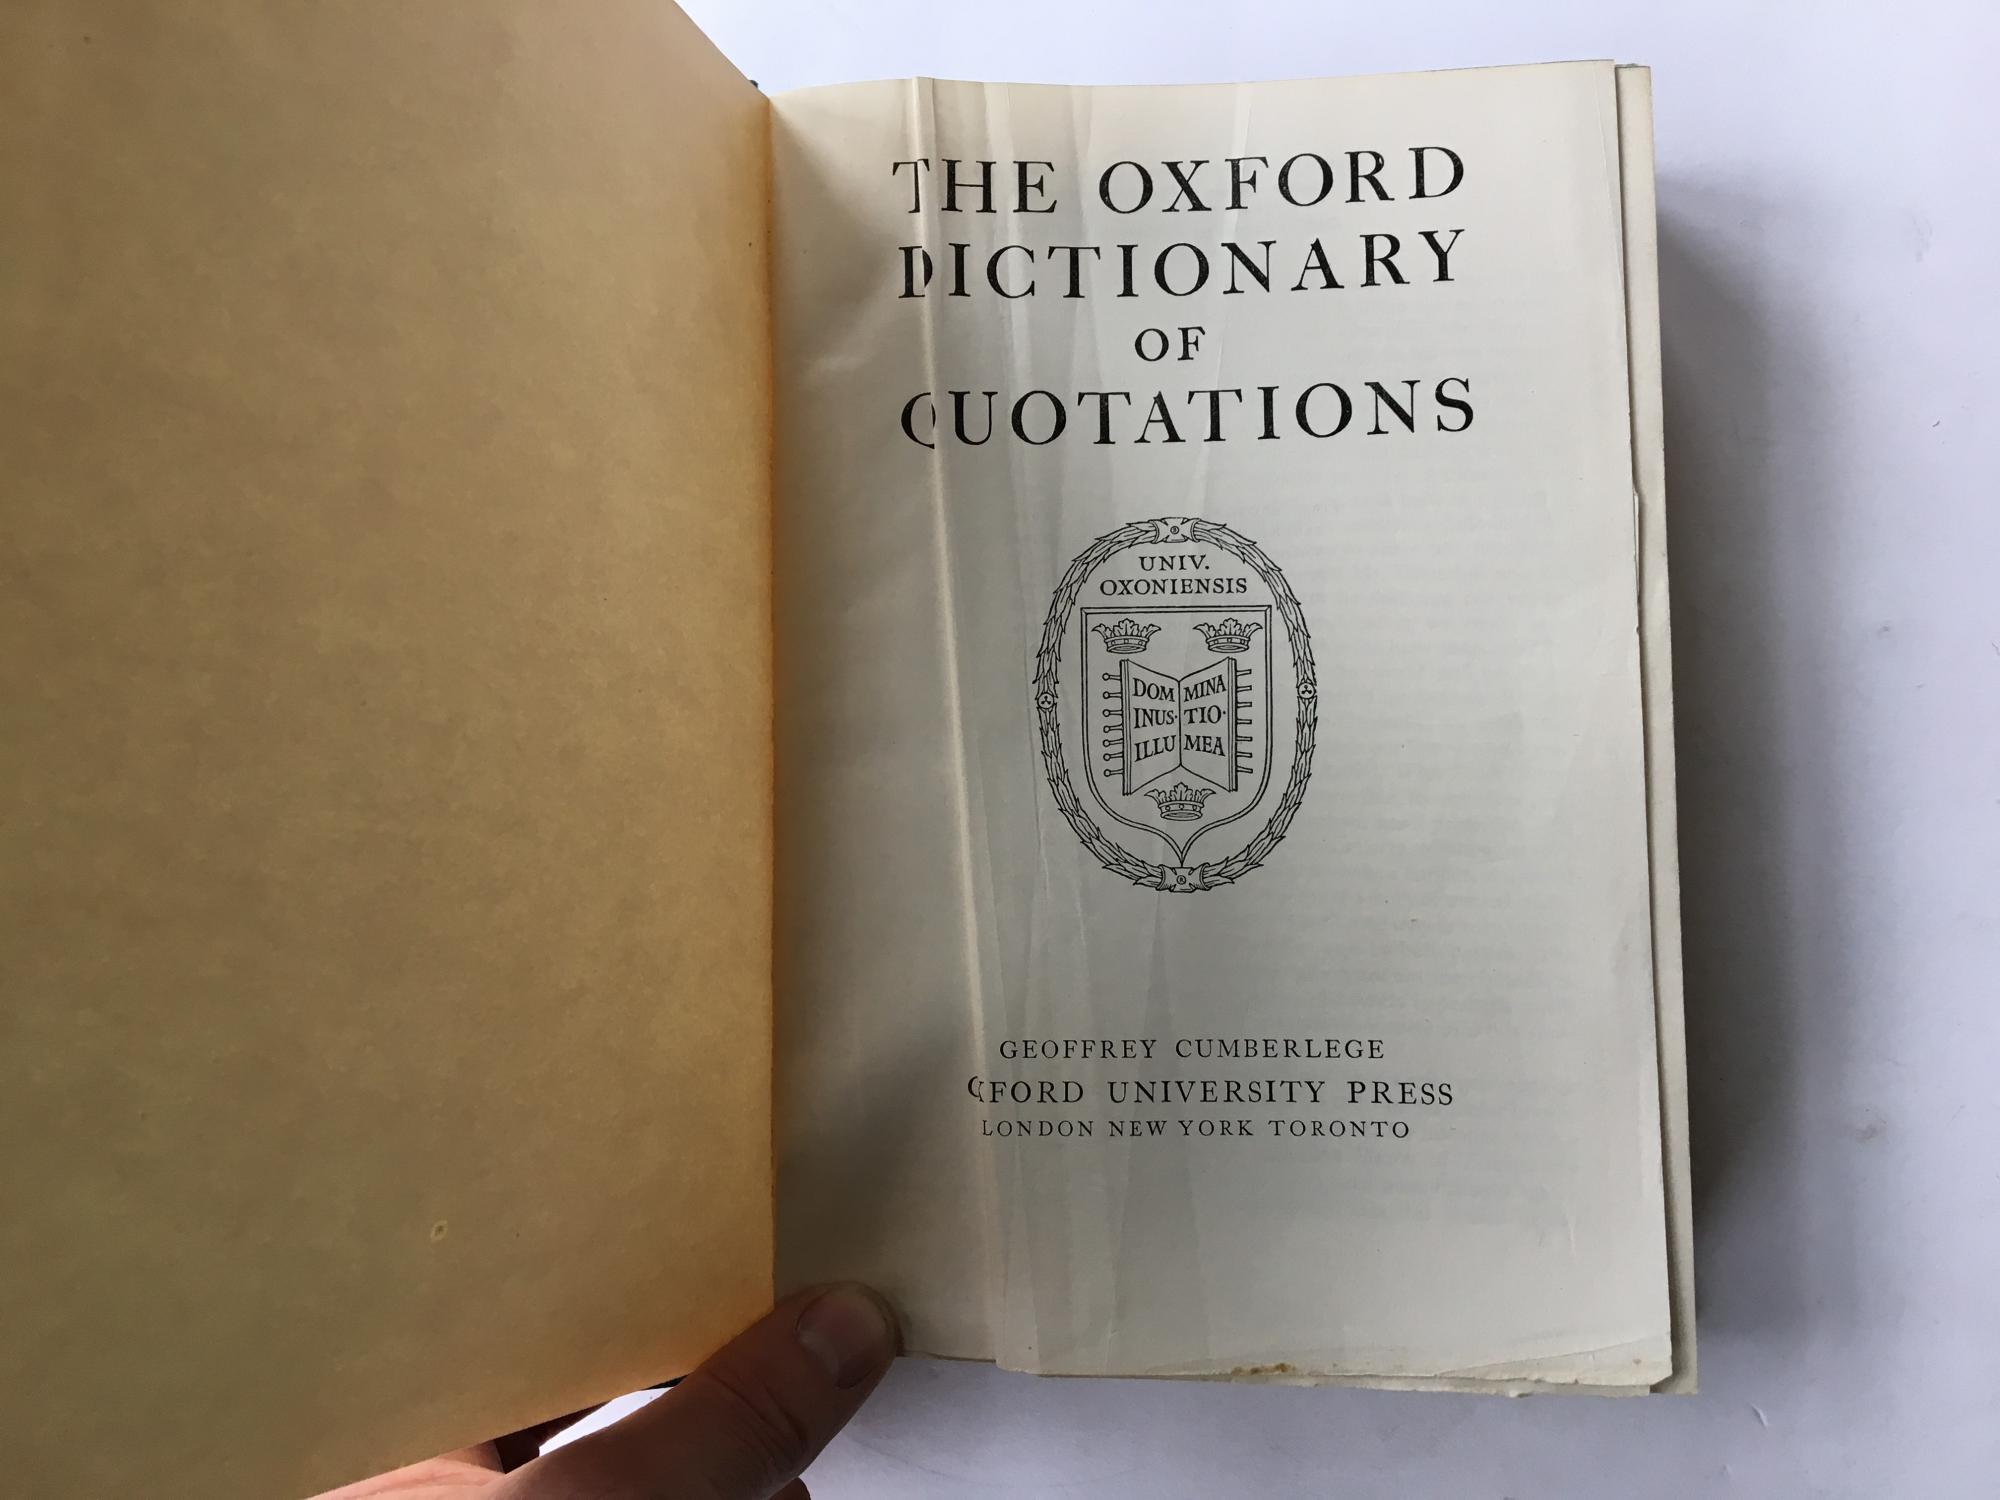 THE OXFORD
DICTIONARY
OF
QUOTATIONS
UNIV.
OXONIENSIS
DOM MINA
INUS· TIO·
ILLU MEA
GEOFFREY CUMBERLEGE
OXFORD UNIVERSITY PRESS
LONDON NEW YORK TORONTO